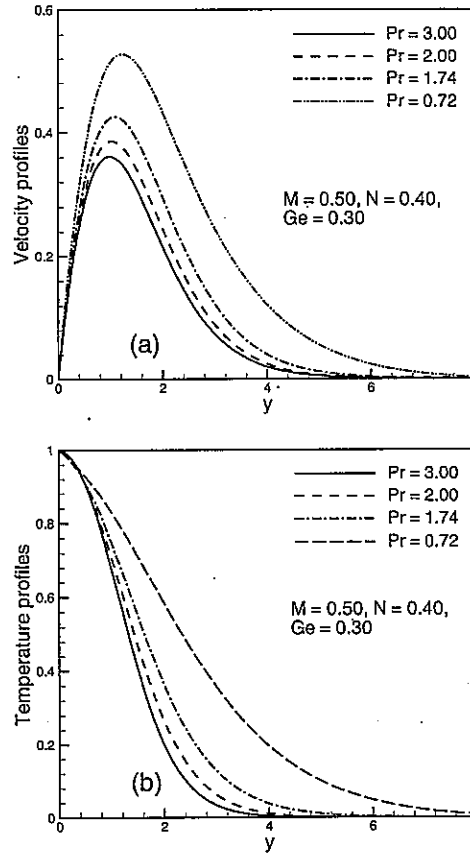 0.6
Pr = 3.00
Pr = 2.00
Pr = 1.74
Pr = 0.72
0.4
Velocity profiles
M = 0.50, N = 0.40,
Ge = 0.30
0.2
(a)
0
0
2
4
6
y
1
Pr = 3.00
Pr = 2.00
Pr = 1.74
Pr = 0.72
0.8
Temperature profiles
0.6
M = 0.50, N = 0.40,
Ge = 0.30
0.4
0.2
(b)
0
0
2
4
6
y